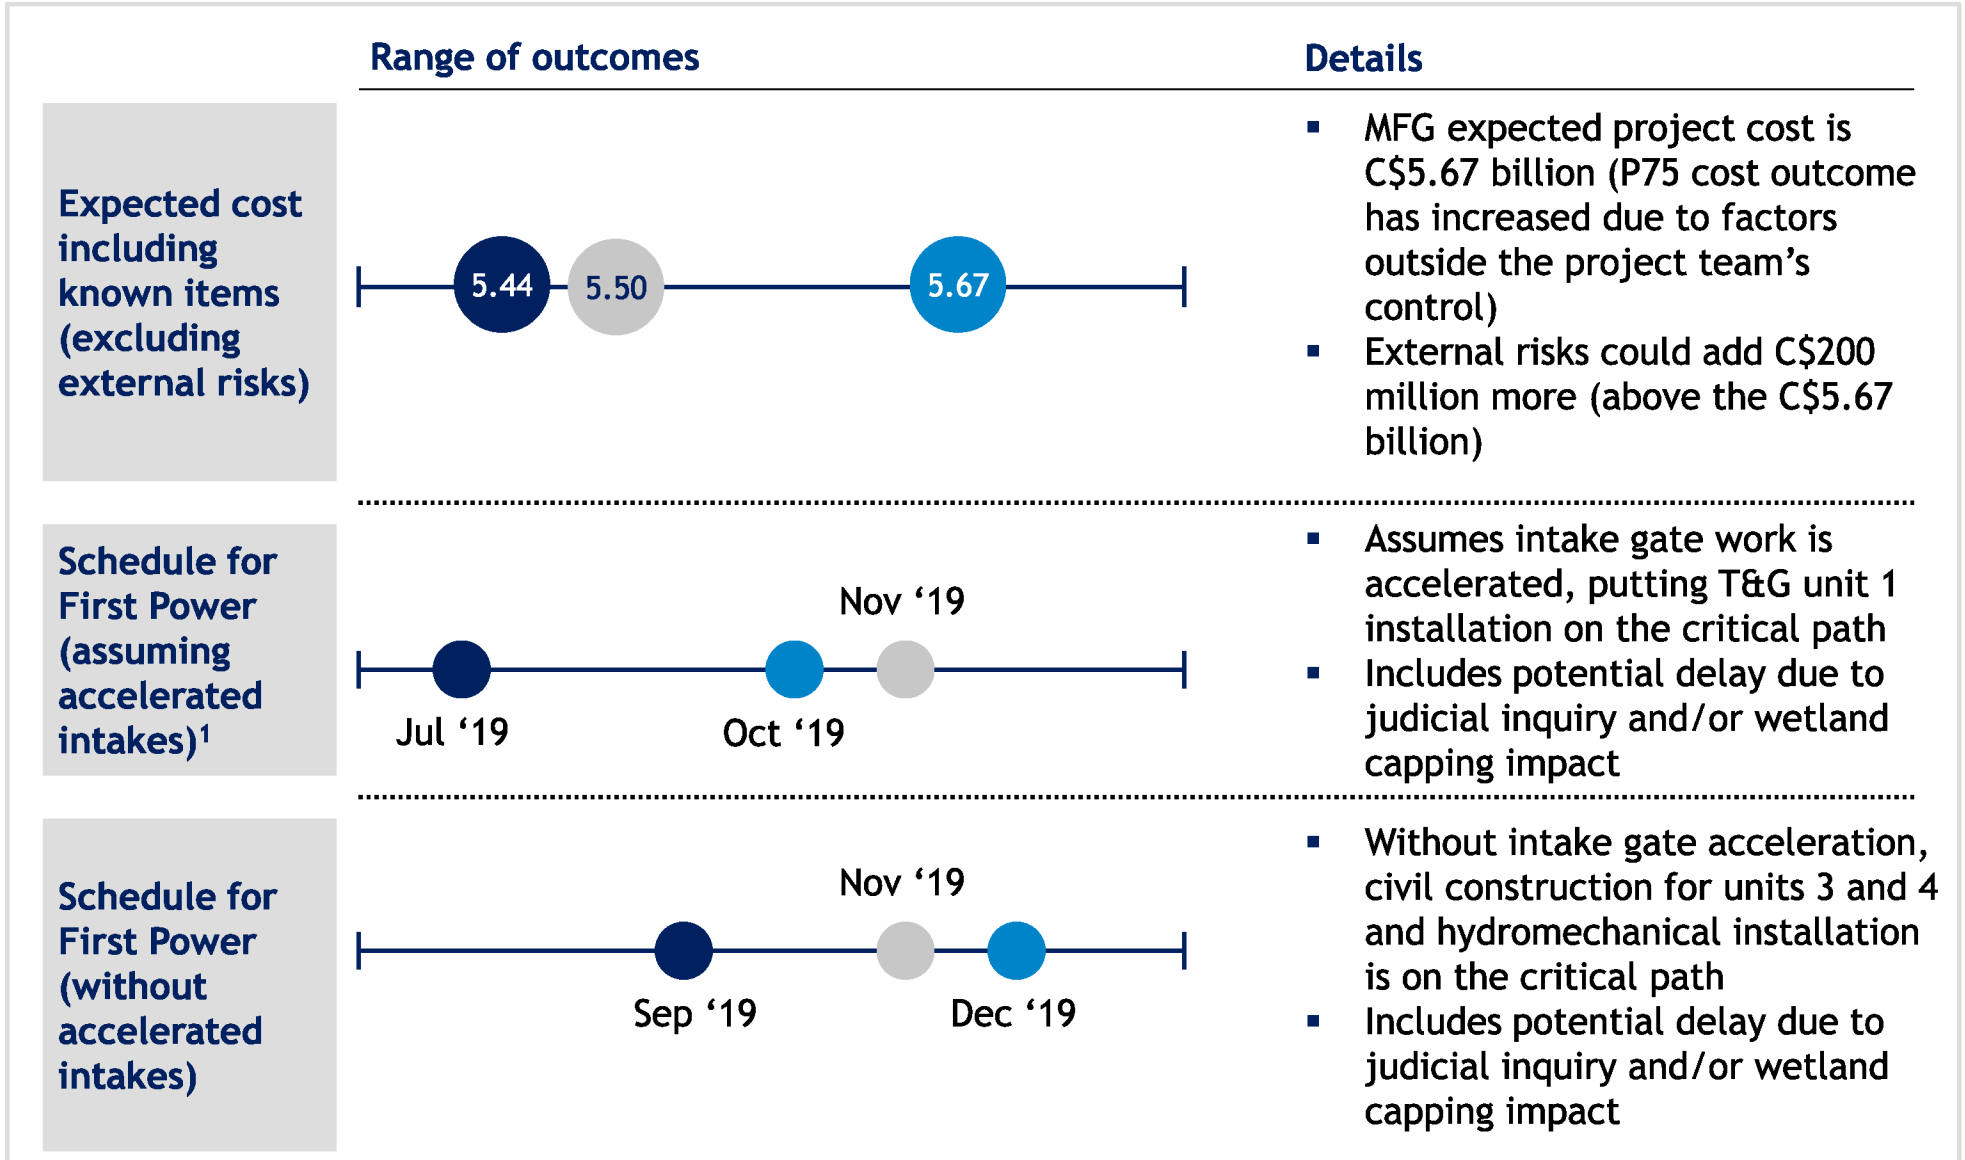 Range of outcomes
Details
Expected cost
including
known items
(excluding
external risks)
5.44
5.50
5.67
▪ MFG expected project cost is
C$5.67 billion (P75 cost outcome
has increased due to factors
outside the project team’s
control)
▪ External risks could add C$200
million more (above the C$5.67
billion)
Schedule for
First Power
(assuming
accelerated
intakes)¹
Nov ‘19
Jul ‘19
Oct ‘19
▪ Assumes intake gate work is
accelerated, putting T&G unit 1
installation on the critical path
▪ Includes potential delay due to
judicial inquiry and/or wetland
capping impact
Schedule for
First Power
(without
accelerated
intakes)
Nov ‘19
Sep ‘19
Dec ‘19
▪ Without intake gate acceleration,
civil construction for units 3 and 4
and hydromechanical installation
is on the critical path
▪ Includes potential delay due to
judicial inquiry and/or wetland
capping impact